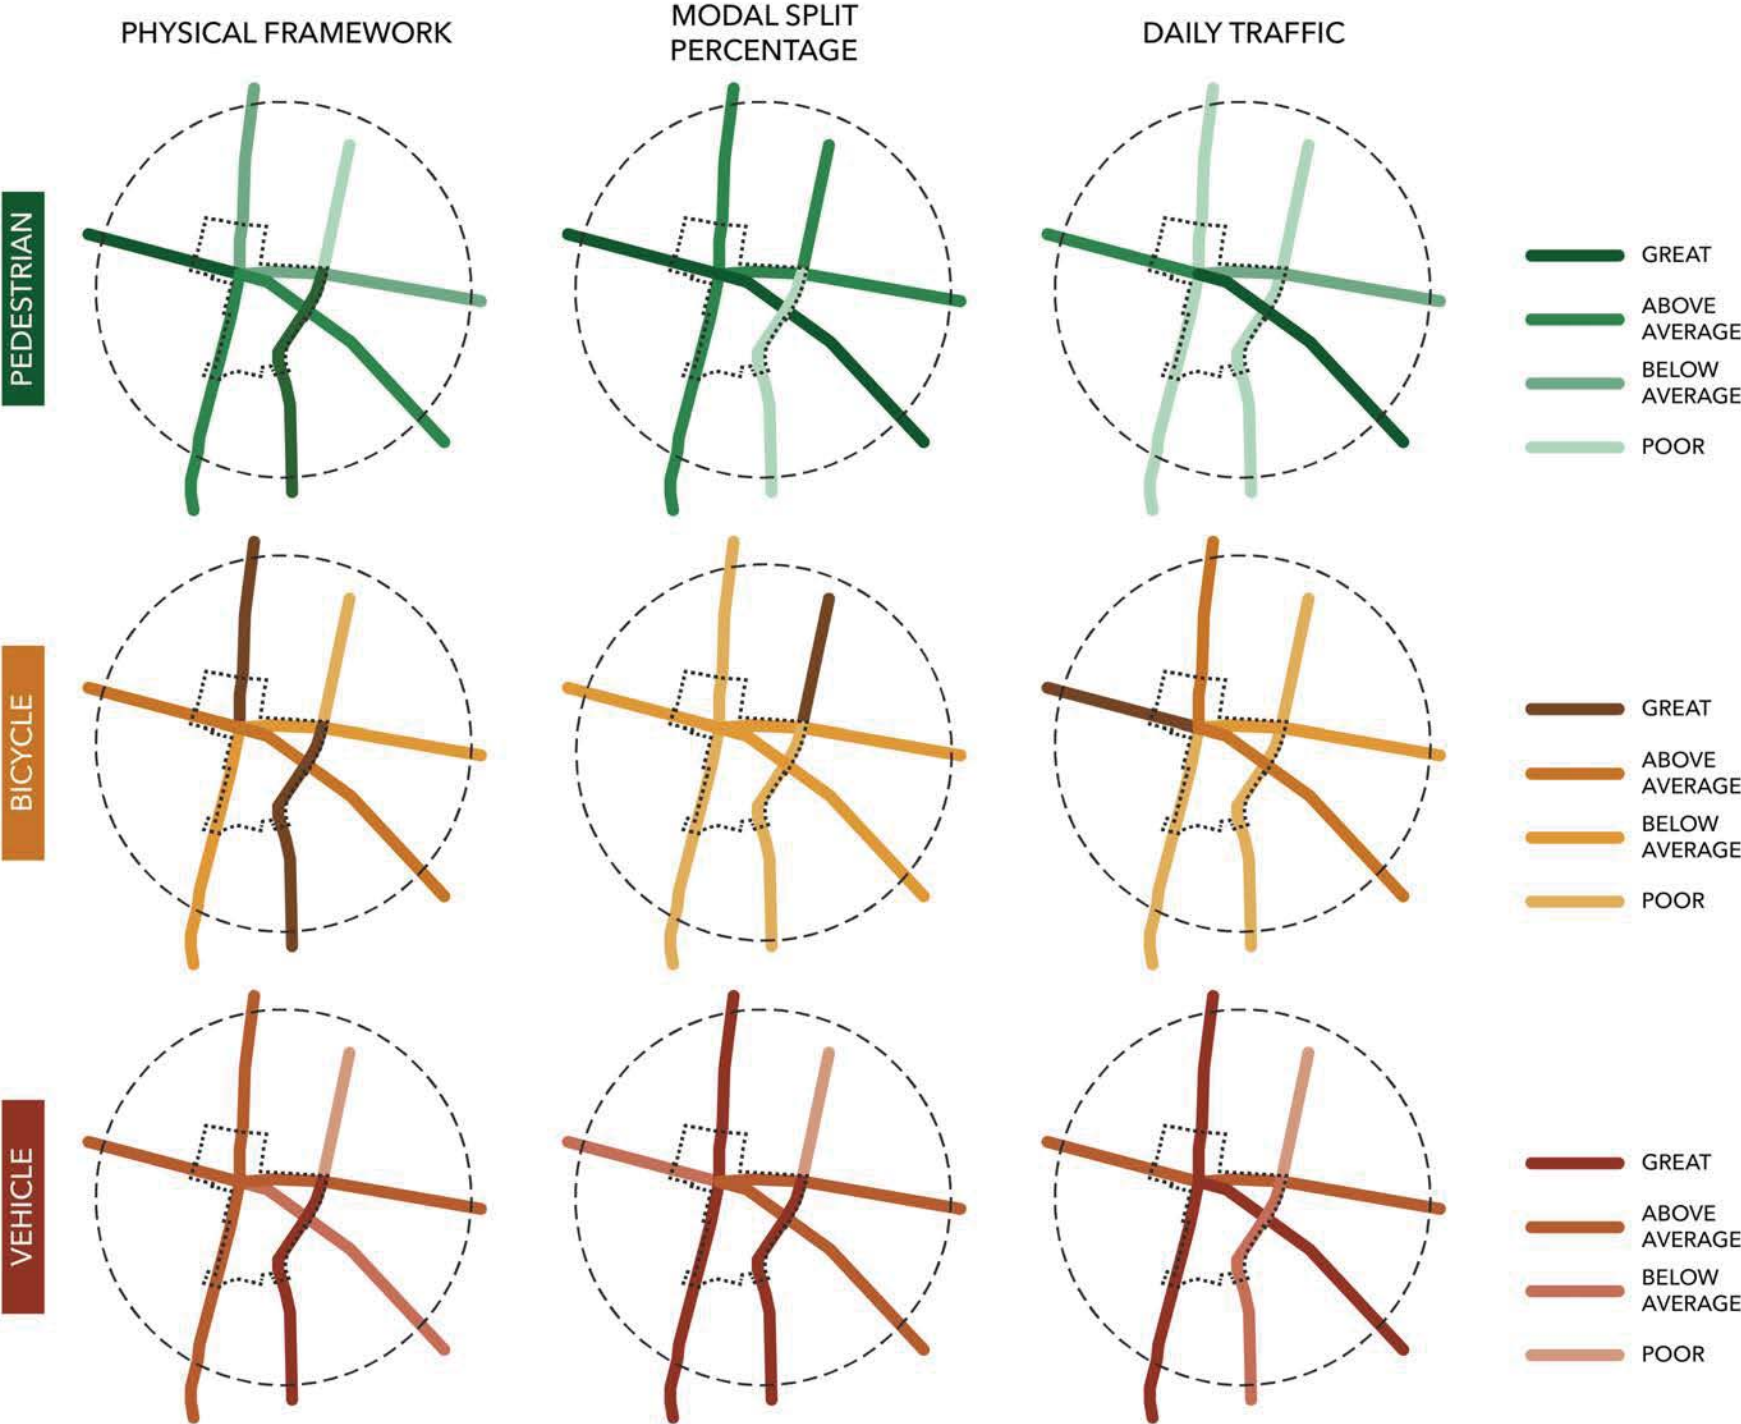 PHYSICAL FRAMEWORK
MODAL SPLIT
PERCENTAGE
DAILY TRAFFIC
PEDESTRIAN
GREAT
ABOVE
AVERAGE
BELOW
AVERAGE
POOR
BICYCLE
GREAT
ABOVE
AVERAGE
BELOW
AVERAGE
POOR
VEHICLE
GREAT
ABOVE
AVERAGE
BELOW
AVERAGE
POOR